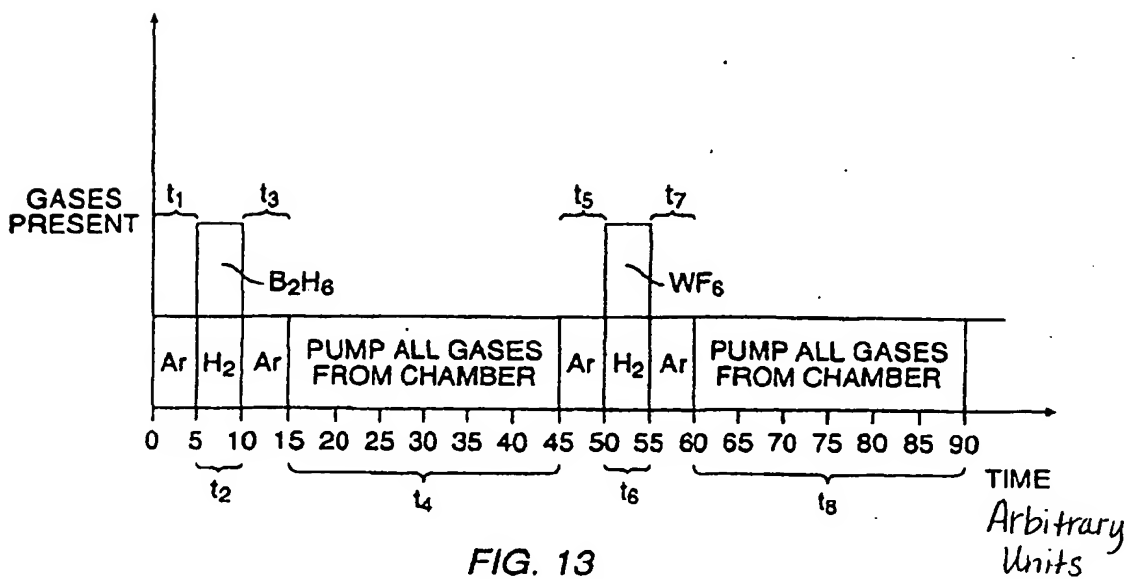 GASES
PRESENT
t1
t3
t5
t7
B2H6
WF6
Ar
H2
Ar
PUMP ALL GASES
FROM CHAMBER
Ar
H2
Ar
PUMP ALL GASES
FROM CHAMBER
0 5 10 15 20 25 30 35 40 45 50 55 60 65 70 75 80 85 90
t2
t4
t6
t8
TIME
Arbitrary
Units
FIG. 13